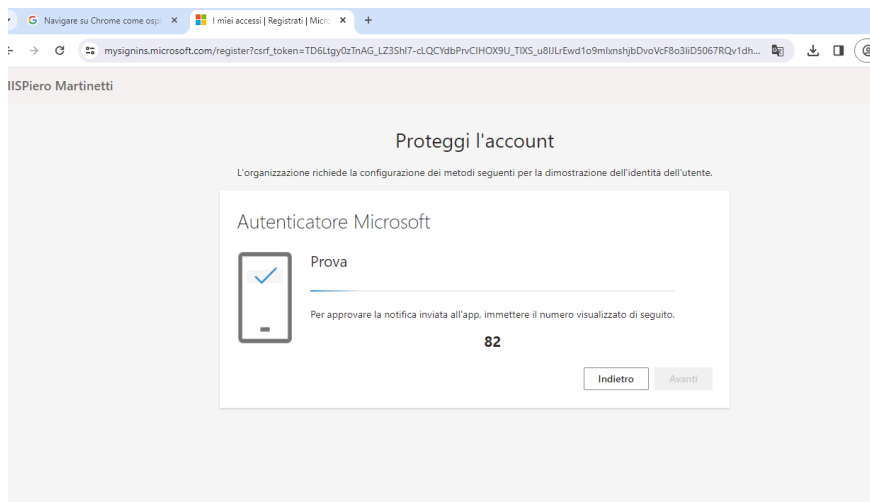 Navigare su Chrome come osp
I miei accessi | Registrati | Micro
mysignins.microsoft.com/register?csrf_token=TD6Ltgy0zTnAG_LZ3ShI7-cLQCYdbPrvCIHOX9U_TIXS_u8IJLrEwd1o9mlxnshjbDvoVcF8o3liD5067RQv1dh...
IISPiero Martinetti
Proteggi l'account
L'organizzazione richiede la configurazione dei metodi seguenti per la dimostrazione dell'identità dell'utente.
Autenticatore Microsoft
Prova
Per approvare la notifica inviata all'app, immettere il numero visualizzato di seguito.
82
Indietro Avanti